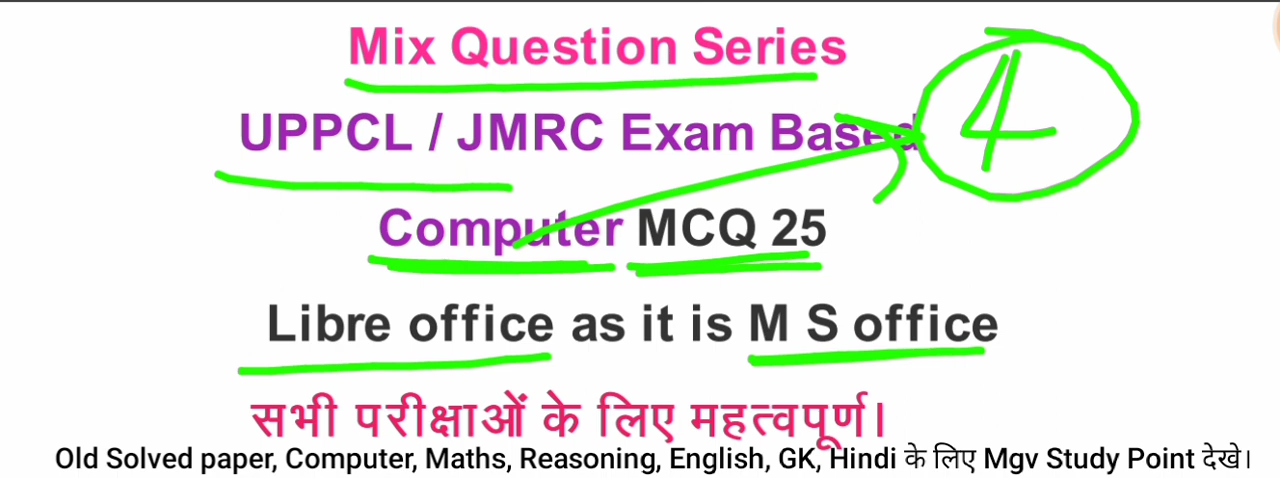 Mix Question Series
UPPCL / JMRC Exam Based 4
Computer MCQ 25
Libre office as it is M S office
सभी परीक्षाओं के लिए महत्वपूर्ण।
Old Solved paper, Computer, Maths, Reasoning, English, GK, Hindi के लिए Mgv Study Point देखे।